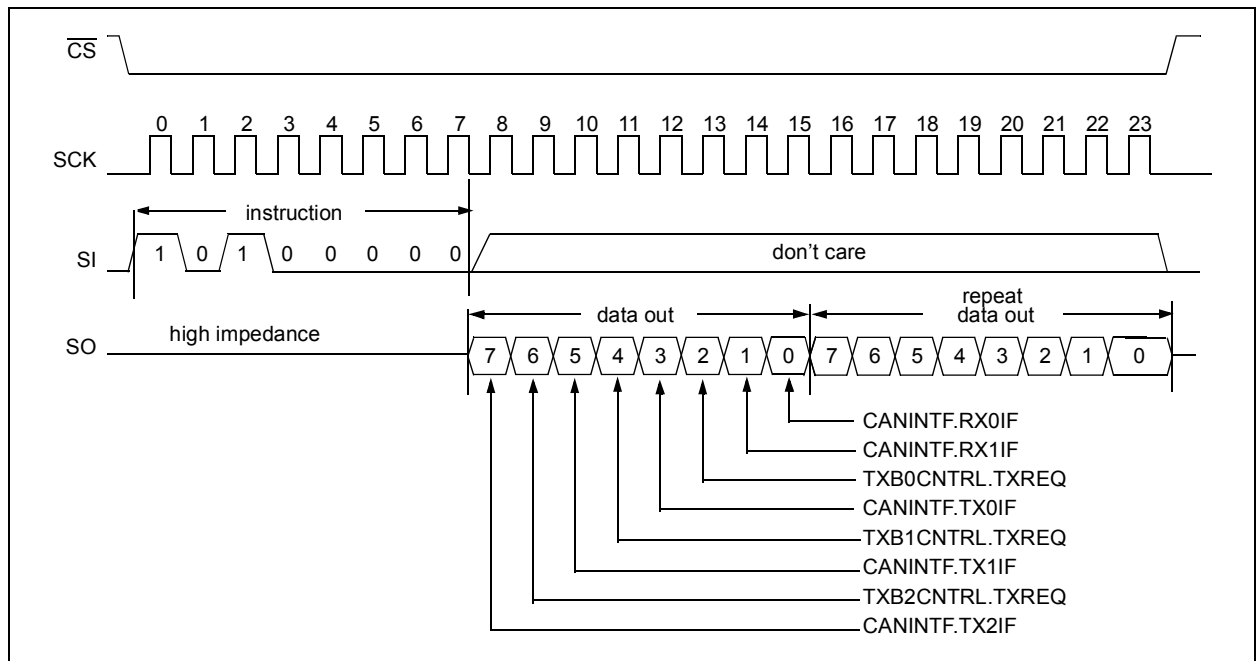 CS
0 1 2 3 4 5 6 7 8 9 10 11 12 13 14 15 16 17 18 19 20 21 22 23
SCK
instruction
SI 1 0 1 0 0 0 0 0 don't care
repeat
data out data out
high impedance
SO 7 6 5 4 3 2 1 0 7 6 5 4 3 2 1 0
CANINTF.RX0IF
CANINTF.RX1IF
TXB0CNTRL.TXREQ
CANINTF.TX0IF
TXB1CNTRL.TXREQ
CANINTF.TX1IF
TXB2CNTRL.TXREQ
CANINTF.TX2IF